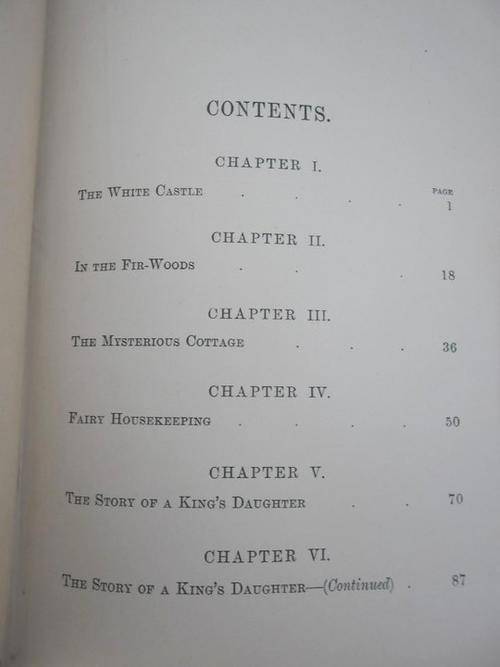 CONTENTS.
CHAPTER I.
PAGE
THE WHITE CASTLE . . . . 1
CHAPTER II.
IN THE FIR-WOODS . . . 18
CHAPTER III.
THE MYSTERIOUS COTTAGE . . . 36
CHAPTER IV.
FAIRY HOUSEKEEPING . . . . 50
CHAPTER V.
THE STORY OF A KING'S DAUGHTER . . 70
CHAPTER VI.
THE STORY OF A KING'S DAUGHTER—(Continued) . 87